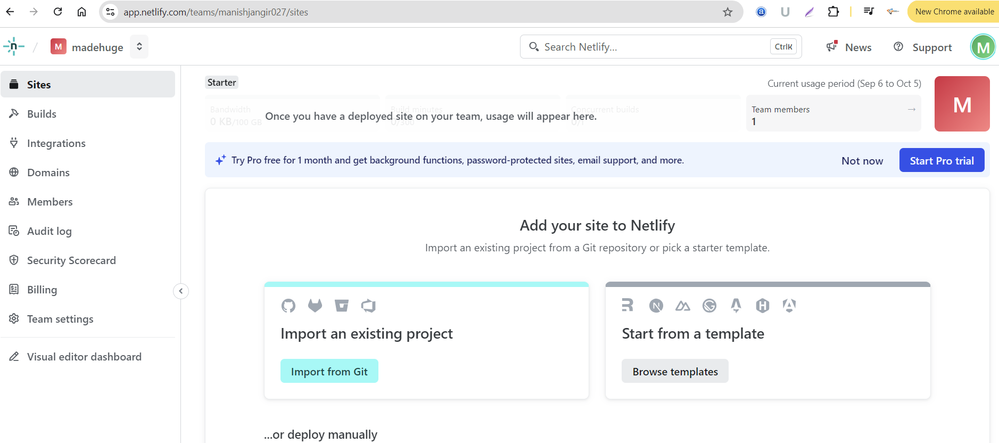 app.netlify.com/teams/manishjangir027/sites
New Chrome available
n / M madehuge
Search Netlify... Ctrl K
News
Support
M
Sites
Builds
Integrations
Domains
Members
Audit log
Security Scorecard
Billing
Team settings
Visual editor dashboard
Starter
Current usage period (Sep 6 to Oct 5)
M
Bandwidth
0 KB/100 GB
Build minutes
0/300
Concurrent builds
0/1
Once you have a deployed site on your team, usage will appear here.
Team members →
1
Try Pro free for 1 month and get background functions, password-protected sites, email support, and more.
Not now
Start Pro trial
Add your site to Netlify
Import an existing project from a Git repository or pick a starter template.
Import an existing project
Import from Git
Start from a template
Browse templates
...or deploy manually